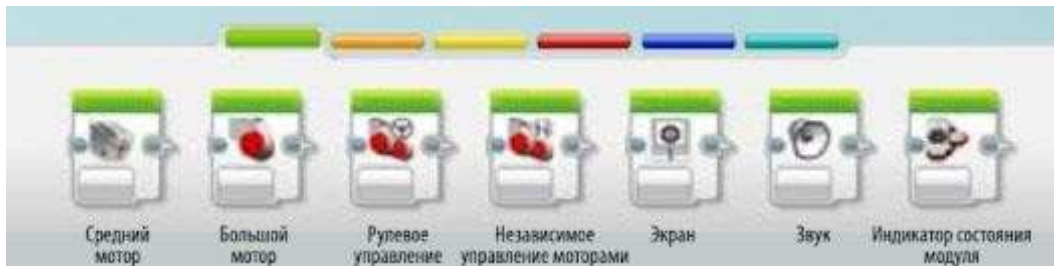 Средний мотор
Большой мотор
Рулевое управление
Независимое управление моторами
Экран
Звук
Индикатор состояния модуля